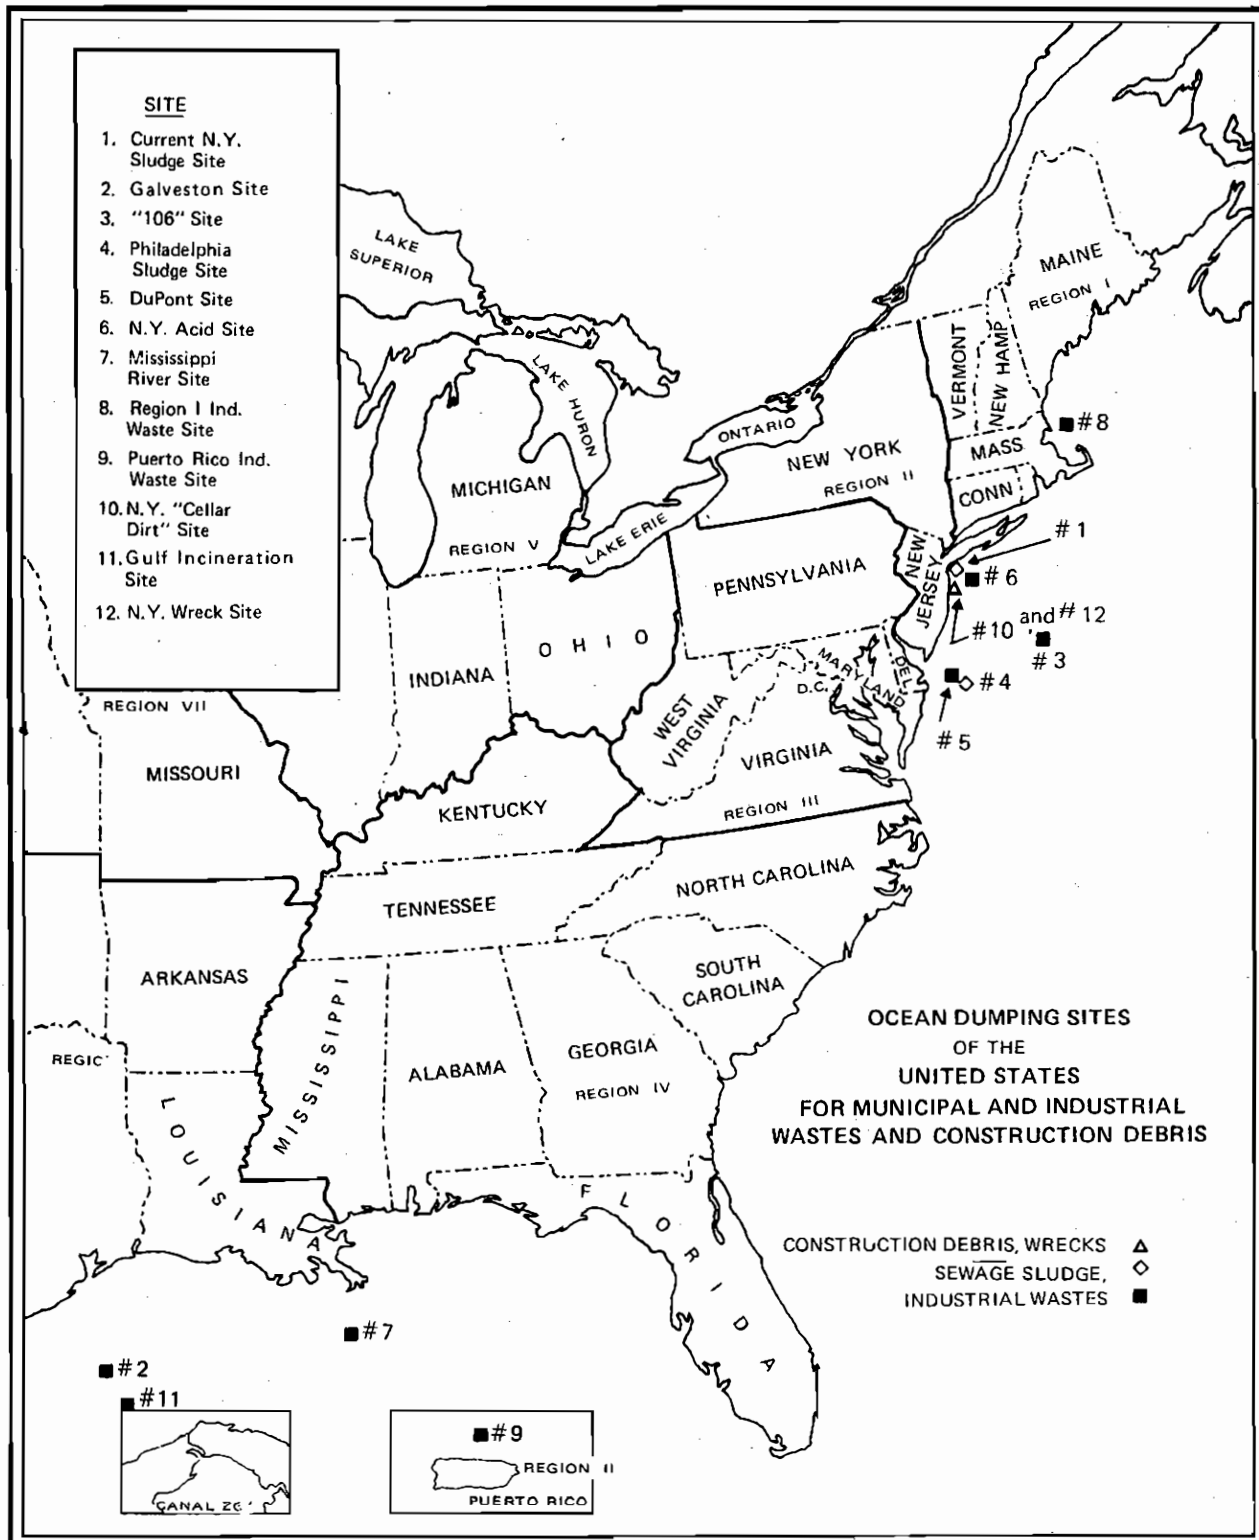 SITE
1. Current N.Y.
Sludge Site
2. Galveston Site
3. "106" Site
4. Philadelphia
Sludge Site
5. DuPont Site
6. N.Y. Acid Site
7. Mississippi
River Site
8. Region I Ind.
Waste Site
9. Puerto Rico Ind.
Waste Site
10. N.Y. "Cellar
Dirt" Site
11. Gulf Incineration
Site
12. N.Y. Wreck Site
LAKE
SUPERIOR
LAKE HURON
MAINE
REGION I
VERMONT
NEW HAMP
#8
MASS
CONN
ONTARIO
NEW YORK
REGION II
MICHIGAN
REGION V
LAKE ERIE
#1
#6
PENNSYLVANIA
NEW
JERSEY
#10 and #12
#3
OHIO
INDIANA
MARYLAND
DEL
D.C.
#4
#5
REGION VII
MISSOURI
WEST
VIRGINIA
VIRGINIA
REGION III
KENTUCKY
NORTH CAROLINA
TENNESSEE
ARKANSAS
SOUTH
CAROLINA
MISSISSIPPI
ALABAMA
GEORGIA
REGION IV
REGIC
LOUISIANA
FLORIDA
OCEAN DUMPING SITES
OF THE
UNITED STATES
FOR MUNICIPAL AND INDUSTRIAL
WASTES AND CONSTRUCTION DEBRIS
CONSTRUCTION DEBRIS, WRECKS
SEWAGE SLUDGE,
INDUSTRIAL WASTES
#7
#2
#11
CANAL
#9
REGION II
PUERTO RICO